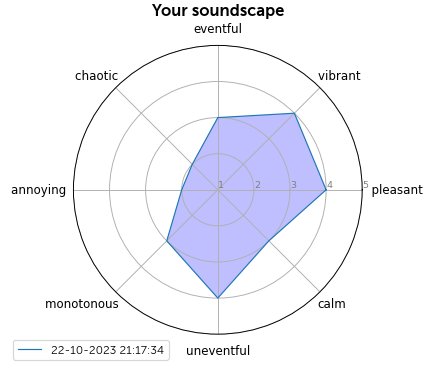 Your soundscape
eventful
chaotic
vibrant
annoying
1
2
3
4
5
pleasant
monotonous
calm
uneventful
22-10-2023 21:17:34